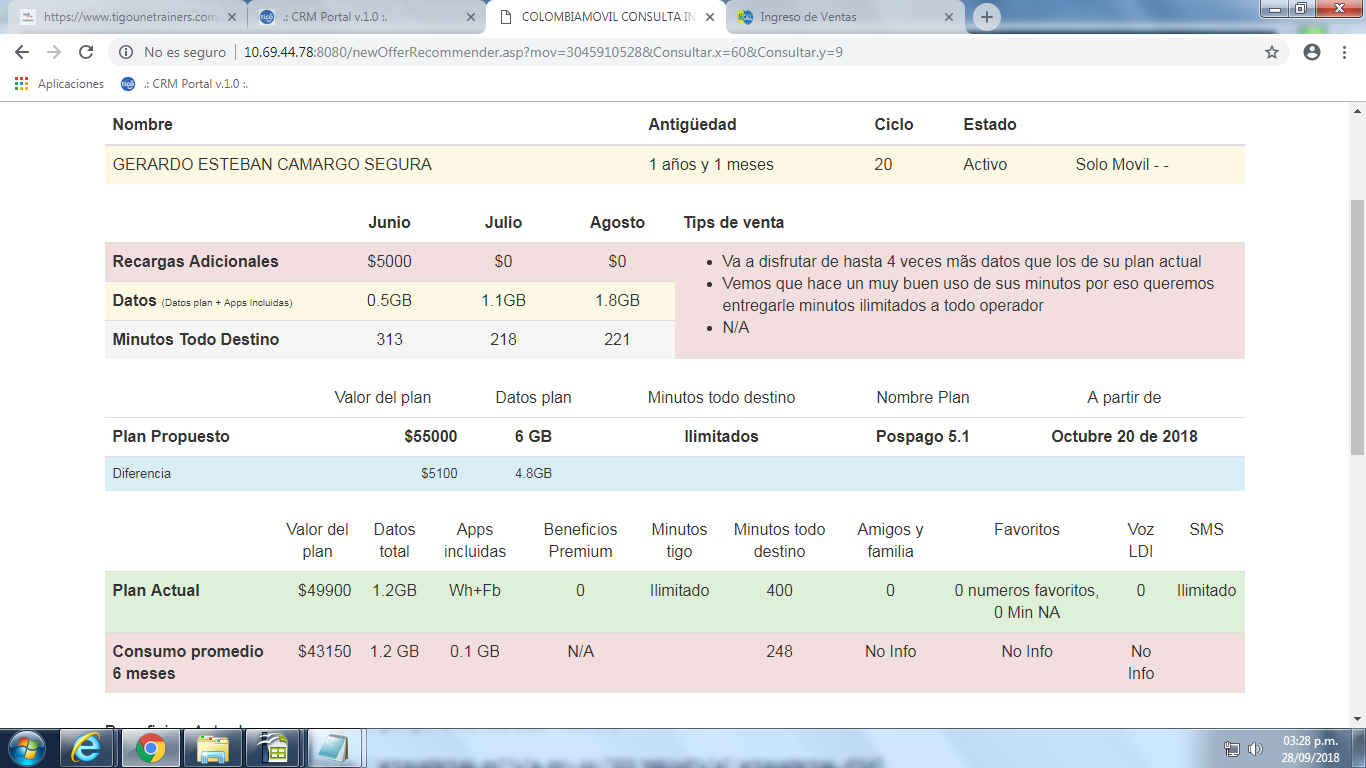 https://www.tigounetrainers.com
.: CRM Portal v.1.0 :.
COLOMBIAMOVIL CONSULTA IN
Ingreso de Ventas
No es seguro 10.69.44.78:8080/newOfferRecommender.asp?mov=3045910528&Consultar.x=60&Consultar.y=9
Aplicaciones .: CRM Portal v.1.0 :.
Nombre Antigüedad Ciclo Estado
GERARDO ESTEBAN CAMARGO SEGURA 1 años y 1 meses 20 Activo Solo Movil - -
Junio Julio Agosto Tips de venta
Recargas Adicionales $5000 $0 $0
Datos (Datos plan + Apps Incluidas) 0.5GB 1.1GB 1.8GB
Minutos Todo Destino 313 218 221
Va a disfrutar de hasta 4 veces mãs datos que los de su plan actual
Vemos que hace un muy buen uso de sus minutos por eso queremos
entregarle minutos ilimitados a todo operador
N/A
Valor del plan Datos plan Minutos todo destino Nombre Plan A partir de
Plan Propuesto $55000 6 GB Ilimitados Pospago 5.1 Octubre 20 de 2018
Diferencia $5100 4.8GB
Valor del Datos Apps Beneficios Minutos Minutos todo Amigos y Favoritos Voz SMS
plan total incluidas Premium tigo destino familia LDI
Plan Actual $49900 1.2GB Wh+Fb 0 Ilimitado 400 0 0 numeros favoritos, 0 Ilimitado
0 Min NA
Consumo promedio $43150 1.2 GB 0.1 GB N/A 248 No Info No Info No
6 meses Info
03:28 p.m.
28/09/2018